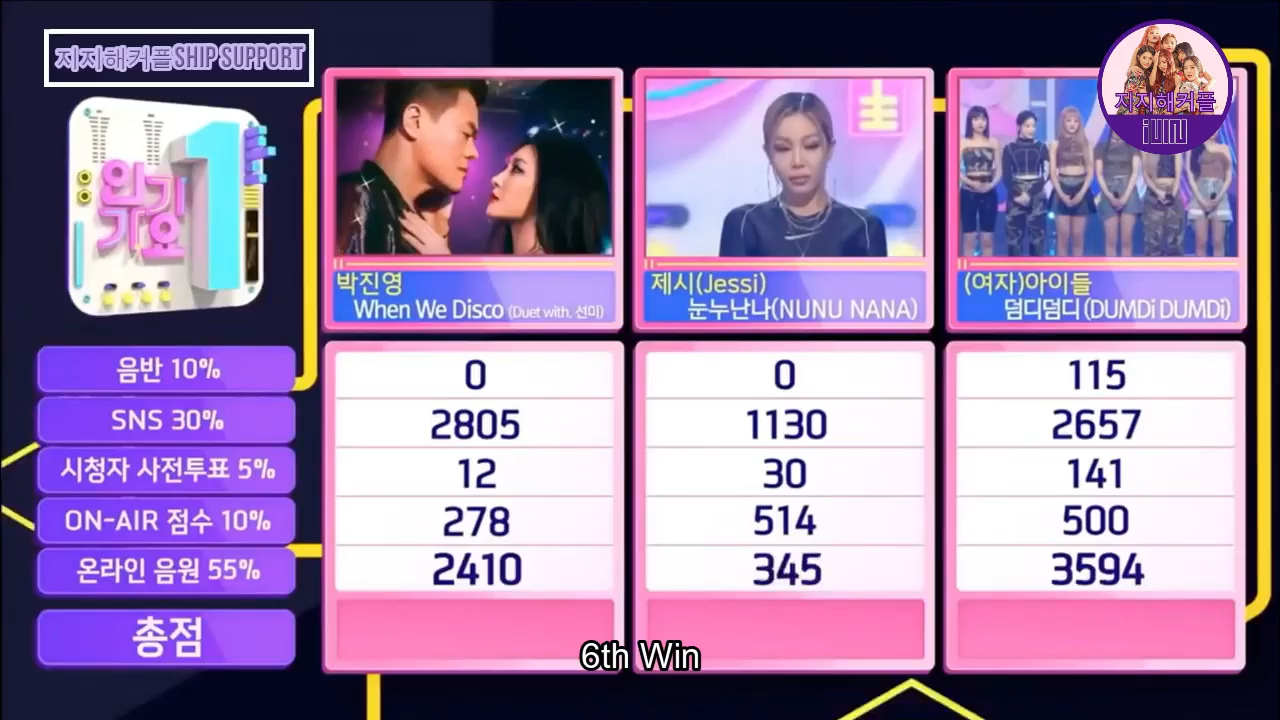 지지해커플SHIP SUPPORT
지지해커플
인기가요 1
박진영
When We Disco (Duet with. 선미)
제시(Jessi)
눈누난나(NUNU NANA)
(여자)아이들
덤디덤디(DUMDi DUMDi)
음반 10% 0 0 115
SNS 30% 2805 1130 2657
시청자 사전투표 5% 12 30 141
ON-AIR 점수 10% 278 514 500
온라인 음원 55% 2410 345 3594
총점
6th Win